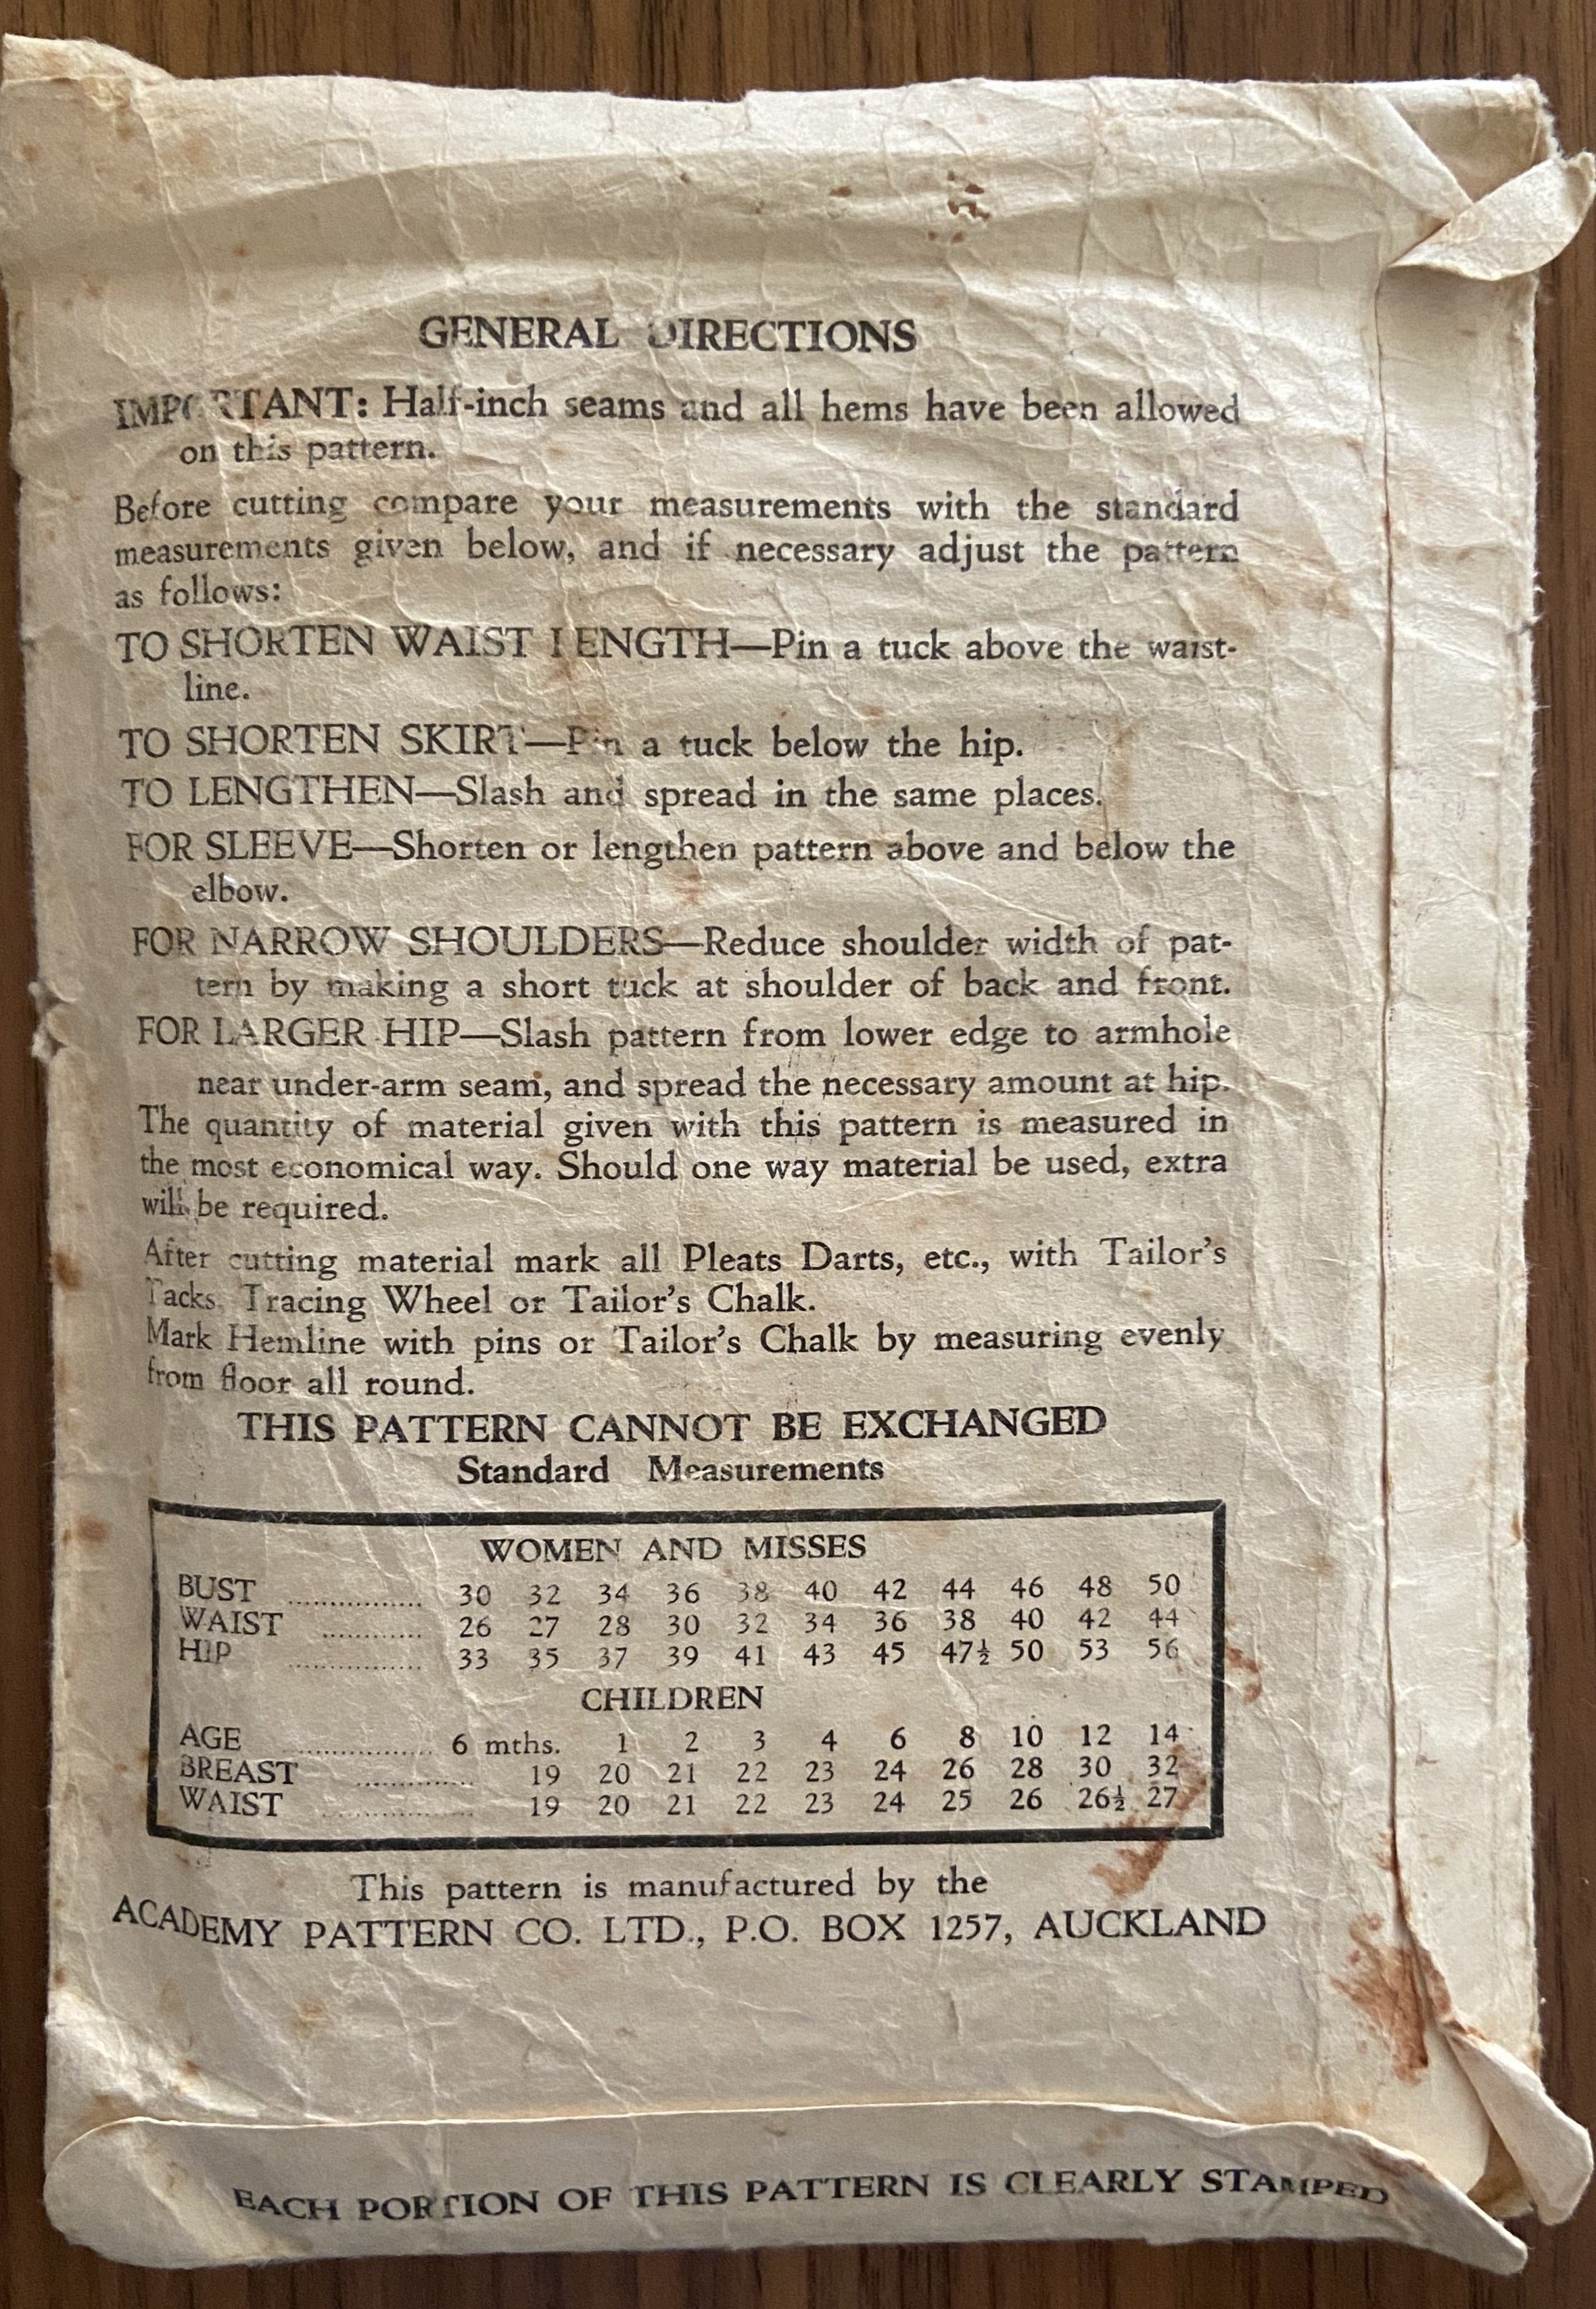 GENERAL DIRECTIONS
IMPORTANT: Half-inch seams and all hems have been allowed
on this pattern.
Before cutting compare your measurements with the standard
measurements given below, and if necessary adjust the pattern
as follows:
TO SHORTEN WAIST LENGTH—Pin a tuck above the waist-
line.
TO SHORTEN SKIRT—Pin a tuck below the hip.
TO LENGTHEN—Slash and spread in the same places.
FOR SLEEVE—Shorten or lengthen pattern above and below the
elbow.
FOR NARROW SHOULDERS—Reduce shoulder width of pat-
tern by making a short tuck at shoulder of back and front.
FOR LARGER HIP—Slash pattern from lower edge to armhole
near under-arm seam, and spread the necessary amount at hip.
The quantity of material given with this pattern is measured in
the most economical way. Should one way material be used, extra
will be required.
After cutting material mark all Pleats Darts, etc., with Tailor's
Tacks, Tracing Wheel or Tailor's Chalk.
Mark Hemline with pins or Tailor's Chalk by measuring evenly
from floor all round.
THIS PATTERN CANNOT BE EXCHANGED
Standard Measurements
WOMEN AND MISSES
BUST ............... 30 32 34 36 38 40 42 44 46 48 50
WAIST ........... 26 27 28 30 32 34 36 38 40 42 44
HIP ............... 33 35 37 39 41 43 45 47½ 50 53 56
CHILDREN
AGE ............... 6 mths. 1 2 3 4 6 8 10 12 14
BREAST ............. 19 20 21 22 23 24 26 28 30 32
WAIST ................. 19 20 21 22 23 24 25 26 26½ 27
This pattern is manufactured by the
ACADEMY PATTERN CO. LTD., P.O. BOX 1257, AUCKLAND
EACH PORTION OF THIS PATTERN IS CLEARLY STAMPED